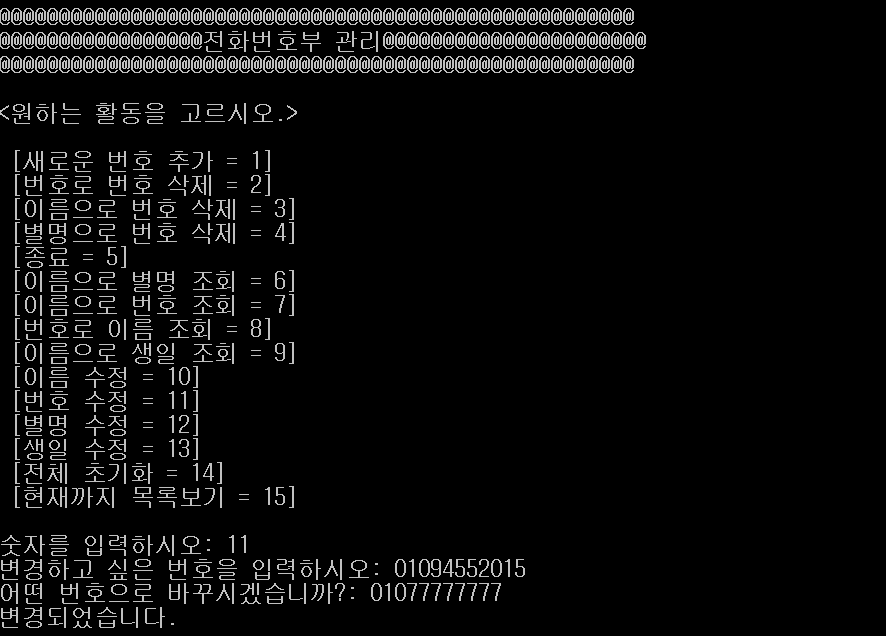 @@@@@@@@@@@@@@@@@@@@@@@@@@@@@@@@@@@@@@@@@@@@@@@@@@@@@
@@@@@@@@@@@@@@@@@전화번호부 관리@@@@@@@@@@@@@@@@@@@@@@
@@@@@@@@@@@@@@@@@@@@@@@@@@@@@@@@@@@@@@@@@@@@@@@@@@@@@
<원하는 활동을 고르시오.>
[새로운 번호 추가 = 1]
[번호로 번호 삭제 = 2]
[이름으로 번호 삭제 = 3]
[별명으로 번호 삭제 = 4]
[종료 = 5]
[이름으로 별명 조회 = 6]
[이름으로 번호 조회 = 7]
[번호로 이름 조회 = 8]
[이름으로 생일 조회 = 9]
[이름 수정 = 10]
[번호 수정 = 11]
[별명 수정 = 12]
[생일 수정 = 13]
[전체 초기화 = 14]
[현재까지 목록보기 = 15]
숫자를 입력하시오: 11
변경하고 싶은 번호을 입력하시오: 01094552015
어떤 번호으로 바꾸시겠습니까?: 01077777777
변경되었습니다.